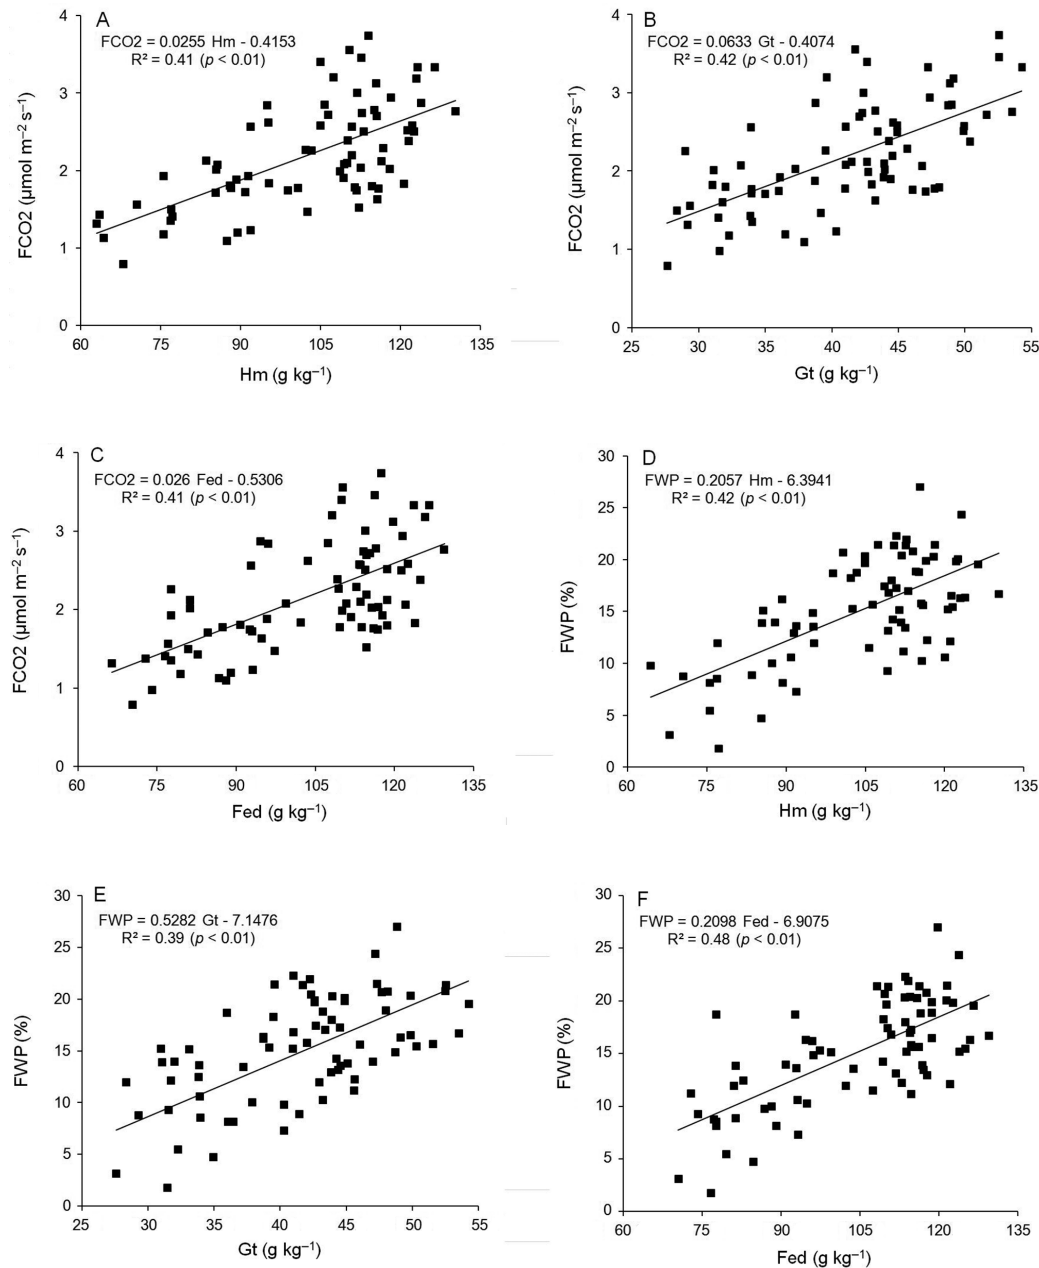 A
FCO2 = 0.0255 Hm - 0.4153
R² = 0.41 (p < 0.01)
4
3
2
1
0
FCO2 (μmol m⁻² s⁻¹)
60 75 90 105 120 135
Hm (g kg⁻¹)
B
FCO2 = 0.0633 Gt - 0.4074
R² = 0.42 (p < 0.01)
4
3
2
1
0
FCO2 (μmol m⁻² s⁻¹)
25 30 35 40 45 50 55
Gt (g kg⁻¹)
C
FCO2 = 0.026 Fed - 0.5306
R² = 0.41 (p < 0.01)
4
3
2
1
0
FCO2 (μmol m⁻² s⁻¹)
60 75 90 105 120 135
Fed (g kg⁻¹)
D
FWP = 0.2057 Hm - 6.3941
R² = 0.42 (p < 0.01)
30
25
20
15
10
5
0
FWP (%)
60 75 90 105 120 135
Hm (g kg⁻¹)
E
FWP = 0.5282 Gt - 7.1476
R² = 0.39 (p < 0.01)
30
25
20
15
10
5
0
FWP (%)
25 30 35 40 45 50 55
Gt (g kg⁻¹)
F
FWP = 0.2098 Fed - 6.9075
R² = 0.48 (p < 0.01)
30
25
20
15
10
5
0
FWP (%)
60 75 90 105 120 135
Fed (g kg⁻¹)